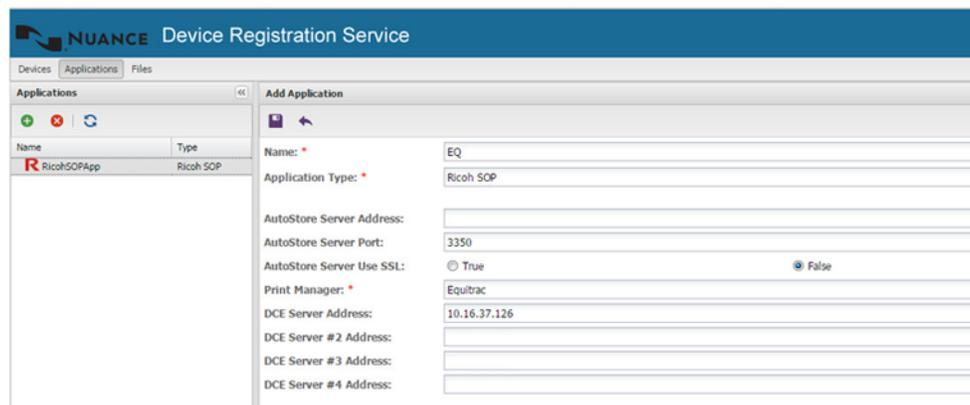 NUANCE Device Registration Service
Devices Applications Files
Applications
Name Type
RicohSOPApp Ricoh SOP
Add Application
Name: * EQ
Application Type: * Ricoh SOP
AutoStore Server Address:
AutoStore Server Port: 3350
AutoStore Server Use SSL: True False
Print Manager: * Equitrac
DCE Server Address: 10.16.37.126
DCE Server #2 Address:
DCE Server #3 Address:
DCE Server #4 Address: